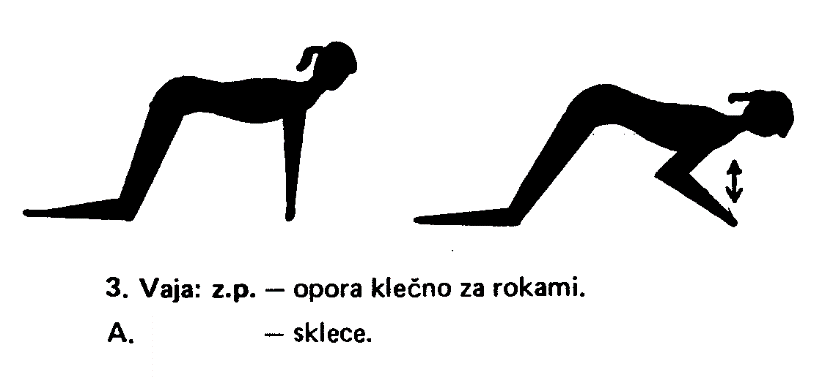 3. Vaja: z.p. — opora klečno za rokami.
A. — sklece.